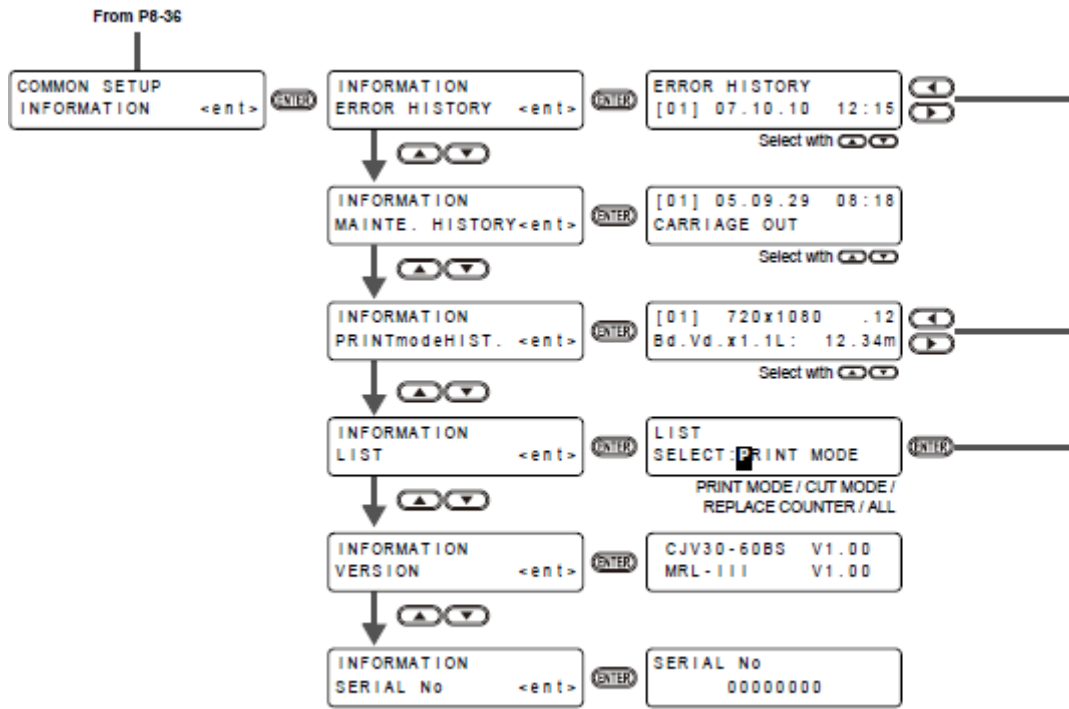 From P8-36
COMMON SETUP
INFORMATION <ent>
ENTER
INFORMATION
ERROR HISTORY <ent>
ENTER
ERROR HISTORY
[01] 07.10.10 12:15
Select with
INFORMATION
MAINTE. HISTORY<ent>
ENTER
[01] 05.09.29 08:18
CARRIAGE OUT
Select with
INFORMATION
PRINTmodeHIST. <ent>
ENTER
[01] 720x1080 .12
Bd.Vd.x1.1L: 12.34m
Select with
INFORMATION
LIST <ent>
ENTER
LIST
SELECT:PRINT MODE
ENTER
PRINT MODE / CUT MODE /
REPLACE COUNTER / ALL
INFORMATION
VERSION <ent>
ENTER
CJV30-60BS V1.00
MRL-III V1.00
INFORMATION
SERIAL No <ent>
ENTER
SERIAL No
00000000